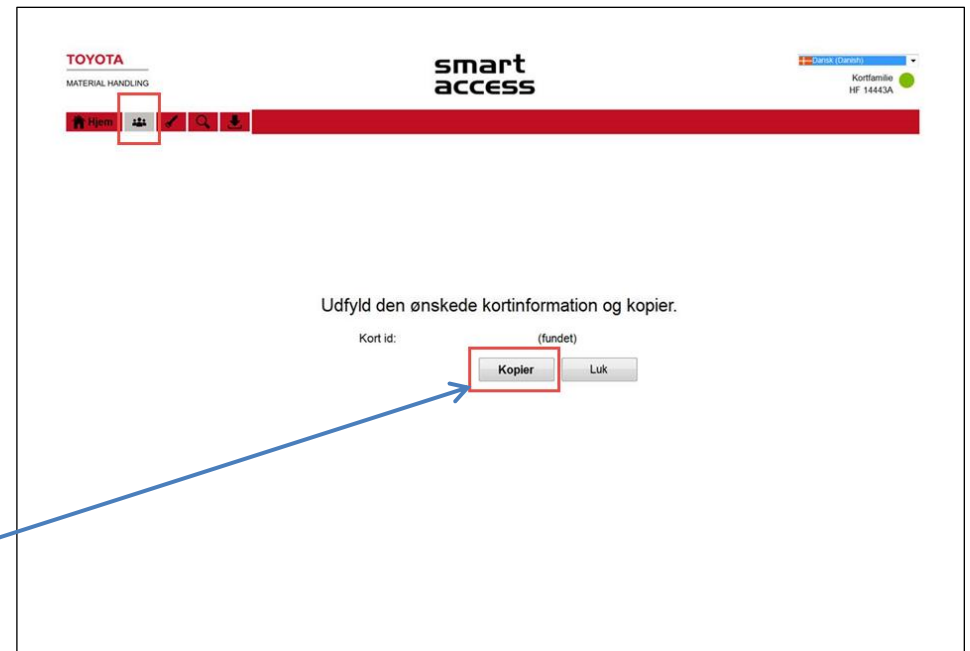 TOYOTA
MATERIAL HANDLING
smart
access
Dansk (Danish)
Kortfamilie
HF 14443A
Hjem
Udfyld den ønskede kortinformation og kopier.
Kort id: (fundet)
Kopier Luk